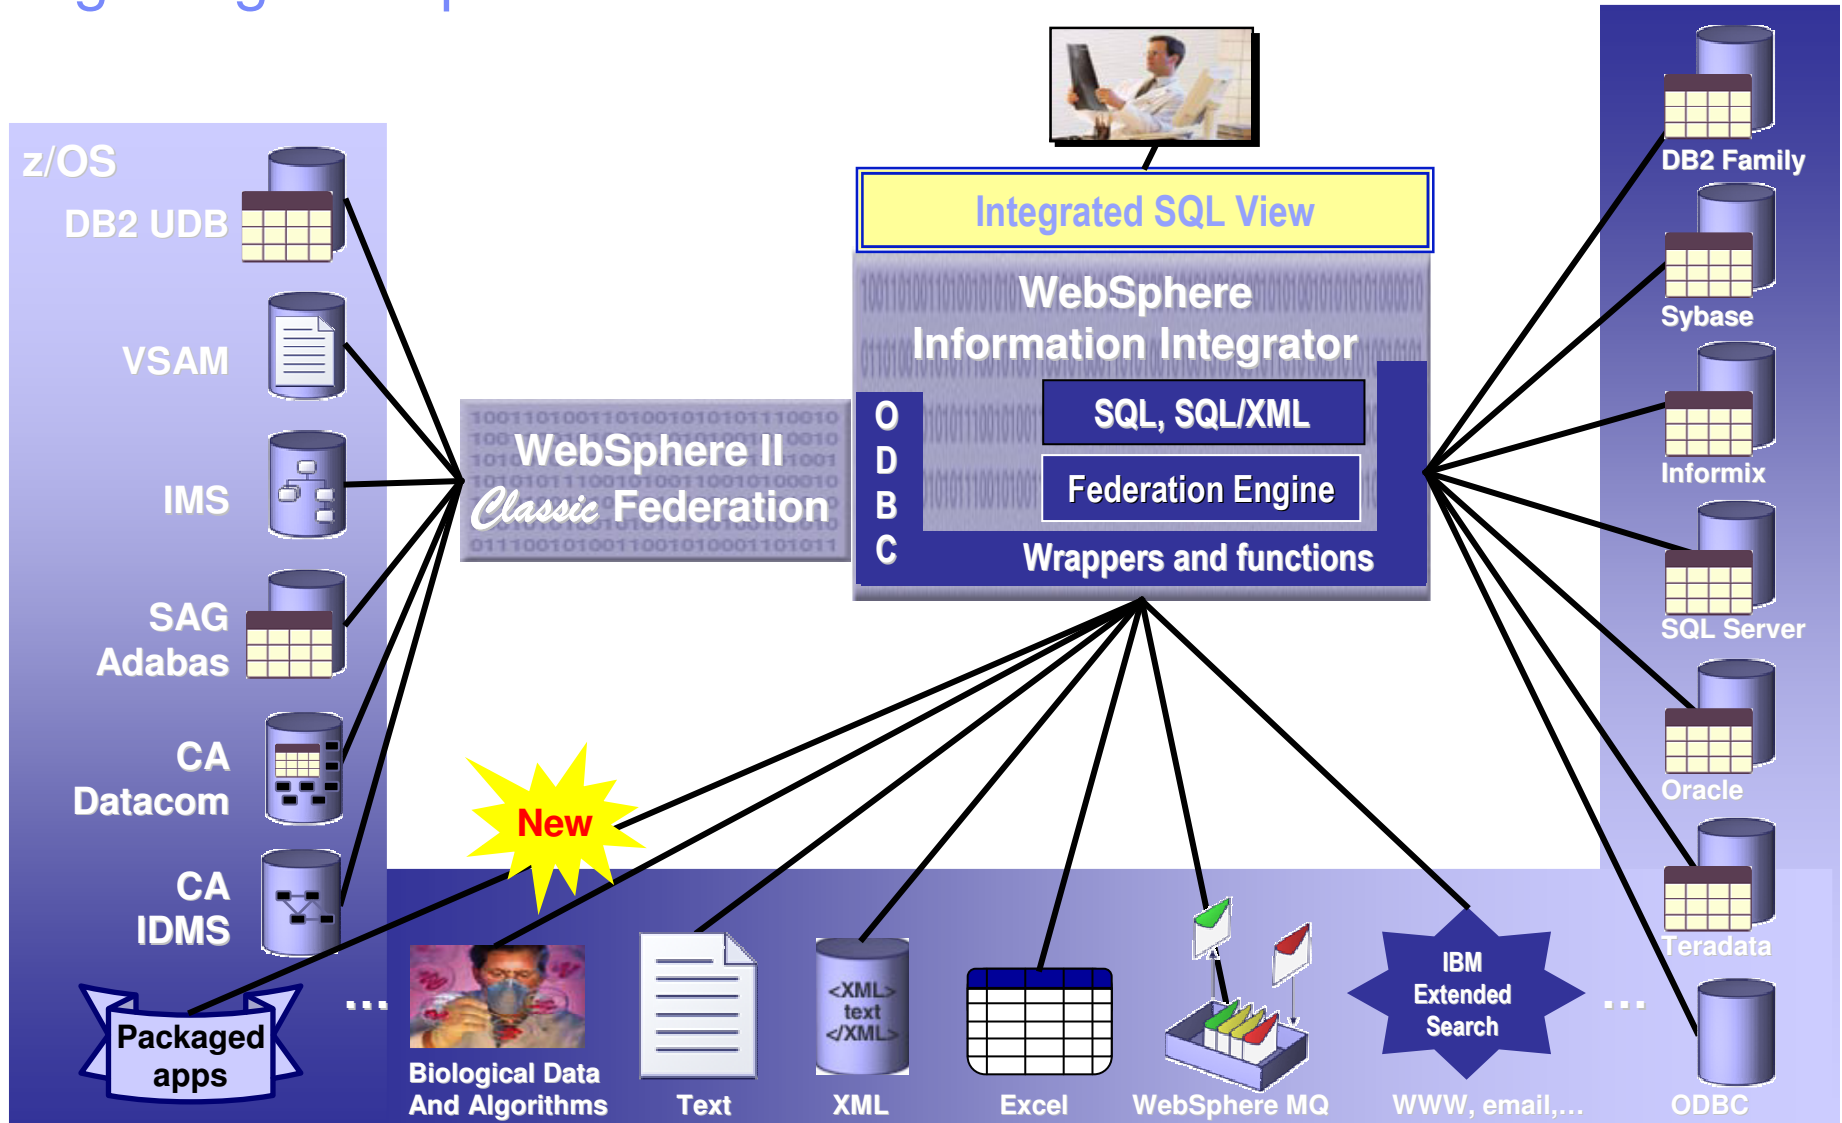 z/OS
DB2 UDB
VSAM
IMS
SAG
Adabas
CA
Datacom
CA
IDMS
Packaged
apps
...
New
WebSphere II
Classic Federation
Integrated SQL View
WebSphere
Information Integrator
O
D
B
C
SQL, SQL/XML
Federation Engine
Wrappers and functions
DB2 Family
Sybase
Informix
SQL Server
Oracle
Teradata
ODBC
Biological Data
And Algorithms
Text
<XML>
text
</XML>
XML
Excel
WebSphere MQ
IBM
Extended
Search
WWW, email,...
...